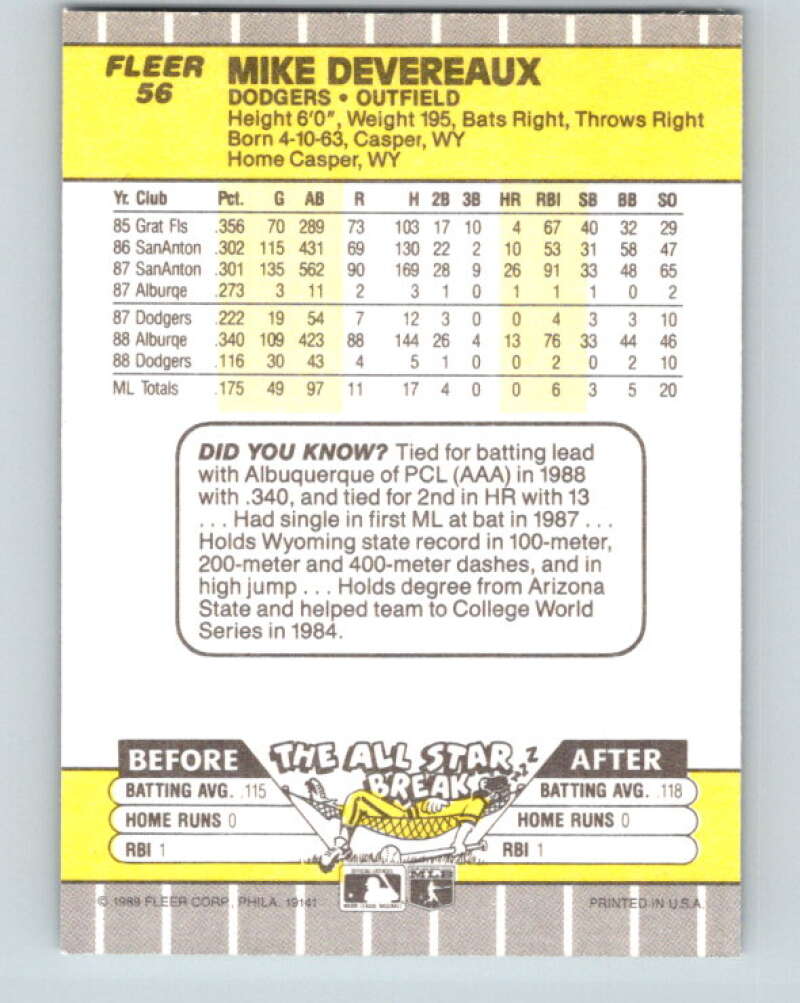 FLEER
56
MIKE DEVEREAUX
DODGERS • OUTFIELD
Height 6'0", Weight 195, Bats Right, Throws Right
Born 4-10-63, Casper, WY
Home Casper, WY
Yr. Club Pct. G AB R H 2B 3B HR RBI SB BB SO
85 Grat Fls .356 70 289 73 103 17 10 4 67 40 32 29
86 SanAnton .302 115 431 69 130 22 2 10 53 31 58 47
87 SanAnton .301 135 562 90 169 28 9 26 91 33 48 65
87 Alburqe .273 3 11 2 3 1 0 1 1 1 0 2
87 Dodgers .222 19 54 7 12 3 0 0 4 3 3 10
88 Alburqe .340 109 423 88 144 26 4 13 76 33 44 46
88 Dodgers .116 30 43 4 5 1 0 0 2 0 2 10
ML Totals .175 49 97 11 17 4 0 0 6 3 5 20
DID YOU KNOW? Tied for batting lead
with Albuquerque of PCL (AAA) in 1988
with .340, and tied for 2nd in HR with 13
. . . Had single in first ML at bat in 1987 . . .
Holds Wyoming state record in 100-meter,
200-meter and 400-meter dashes, and in
high jump . . . Holds degree from Arizona
State and helped team to College World
Series in 1984.
BEFORE THE ALL STAR BREAK AFTER
BATTING AVG. .115
HOME RUNS 0
RBI 1
Z
BATTING AVG. .118
HOME RUNS 0
RBI 1
MLB
© 1989 FLEER CORP., PHILA. 19141
PRINTED IN U.S.A.